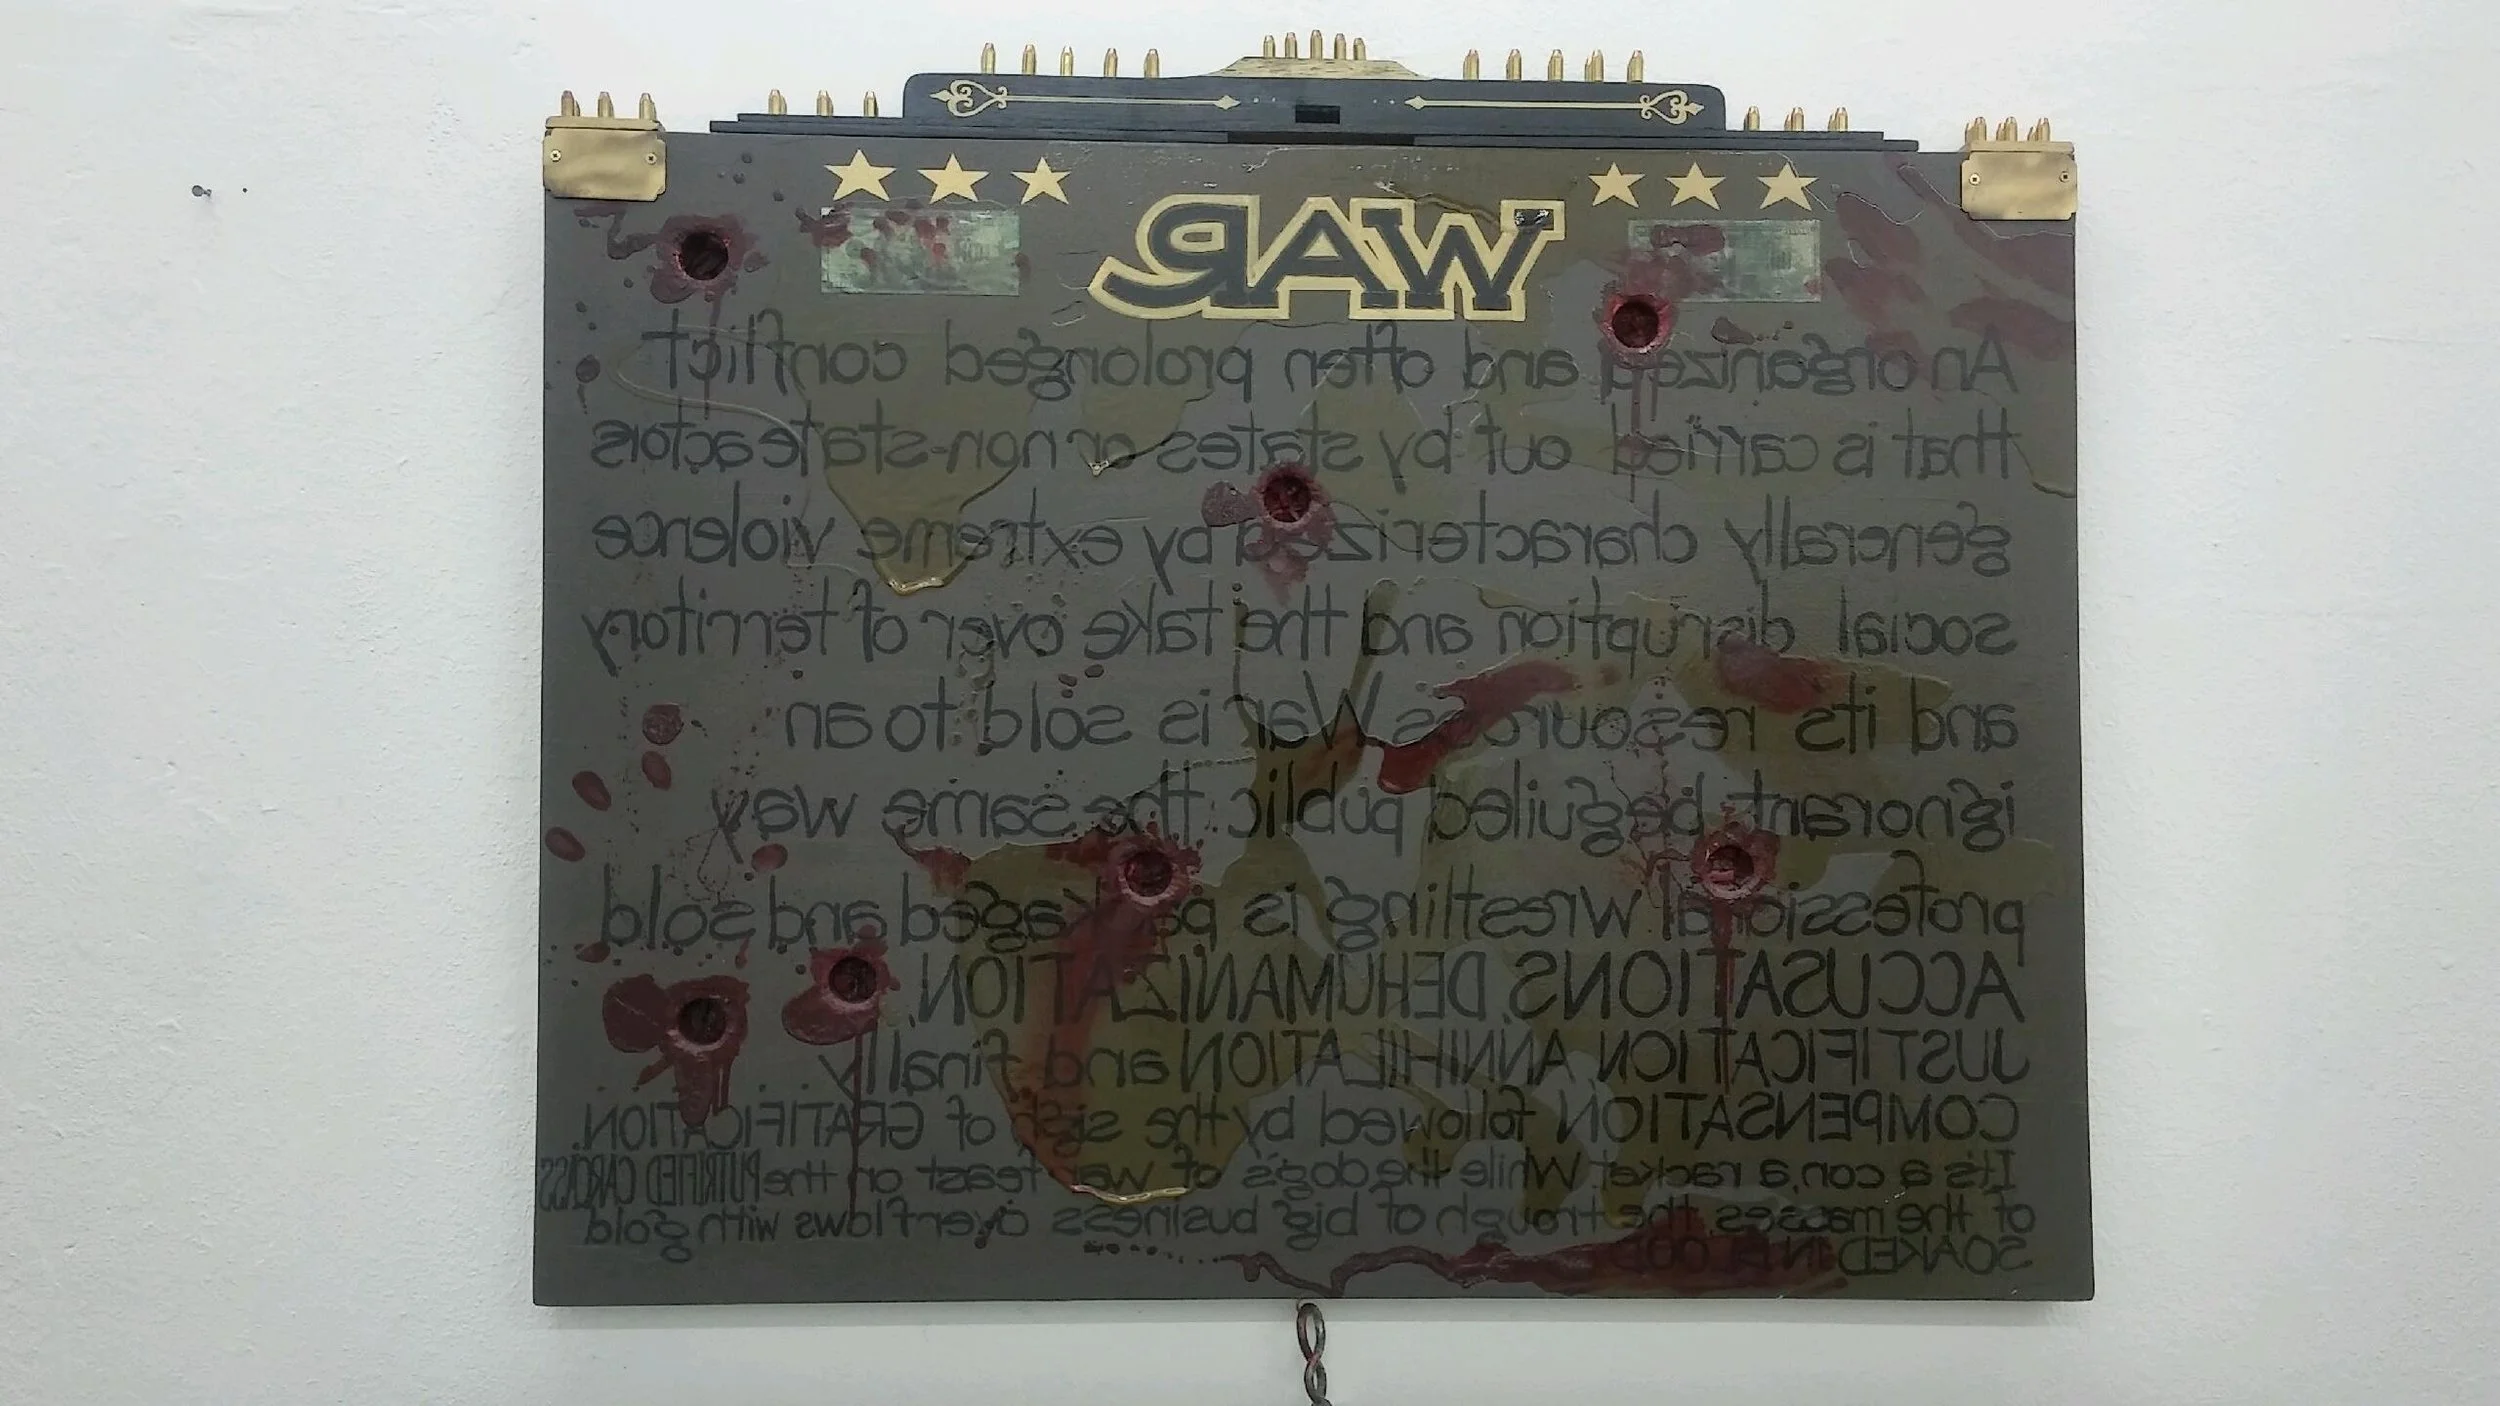 WAR
An organized and often prolonged conflict
that is carried out by states or non-state actors
generally characterized by extreme violence
social disruption and the take over of territory
and its ressources War is sold to an
ignorant beguiled public the same way
professional wrestling is packaged and sold
ACCUSATIONS, DEHUMANIZATION,
JUSTIFICATION, ANNIHILATION and finally
COMPENSATION, followed by the sigh of GRATIFICATION.
It's a con, a racket. While the dogs of war feast on the PUTRIFIED CARCASS
of the masses, the trough of big business overflows with gold
SOAKED IN BLOOD